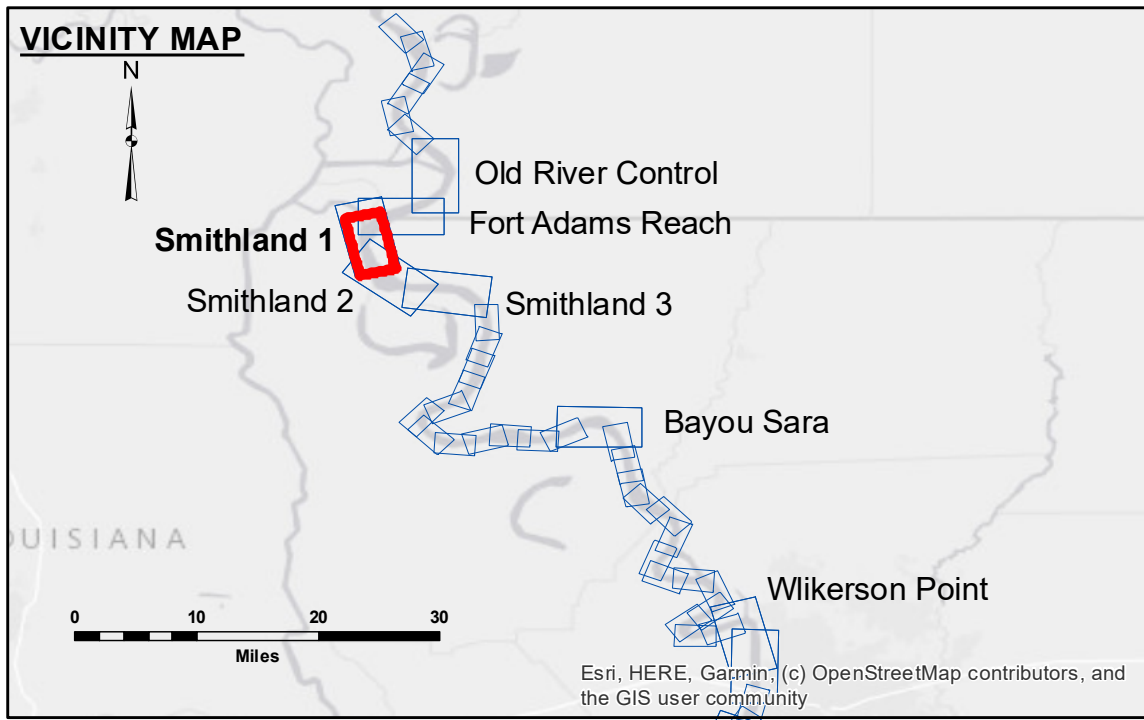 VICINITY MAP
N
Old River Control
Fort Adams Reach
Smithland 1
Smithland 2
Smithland 3
Bayou Sara
OUISIANA
Wlikerson Point
0 10 20 30
Miles
Esri, HERE, Garmin, (c) OpenStreetMap contributors, and
the GIS user community